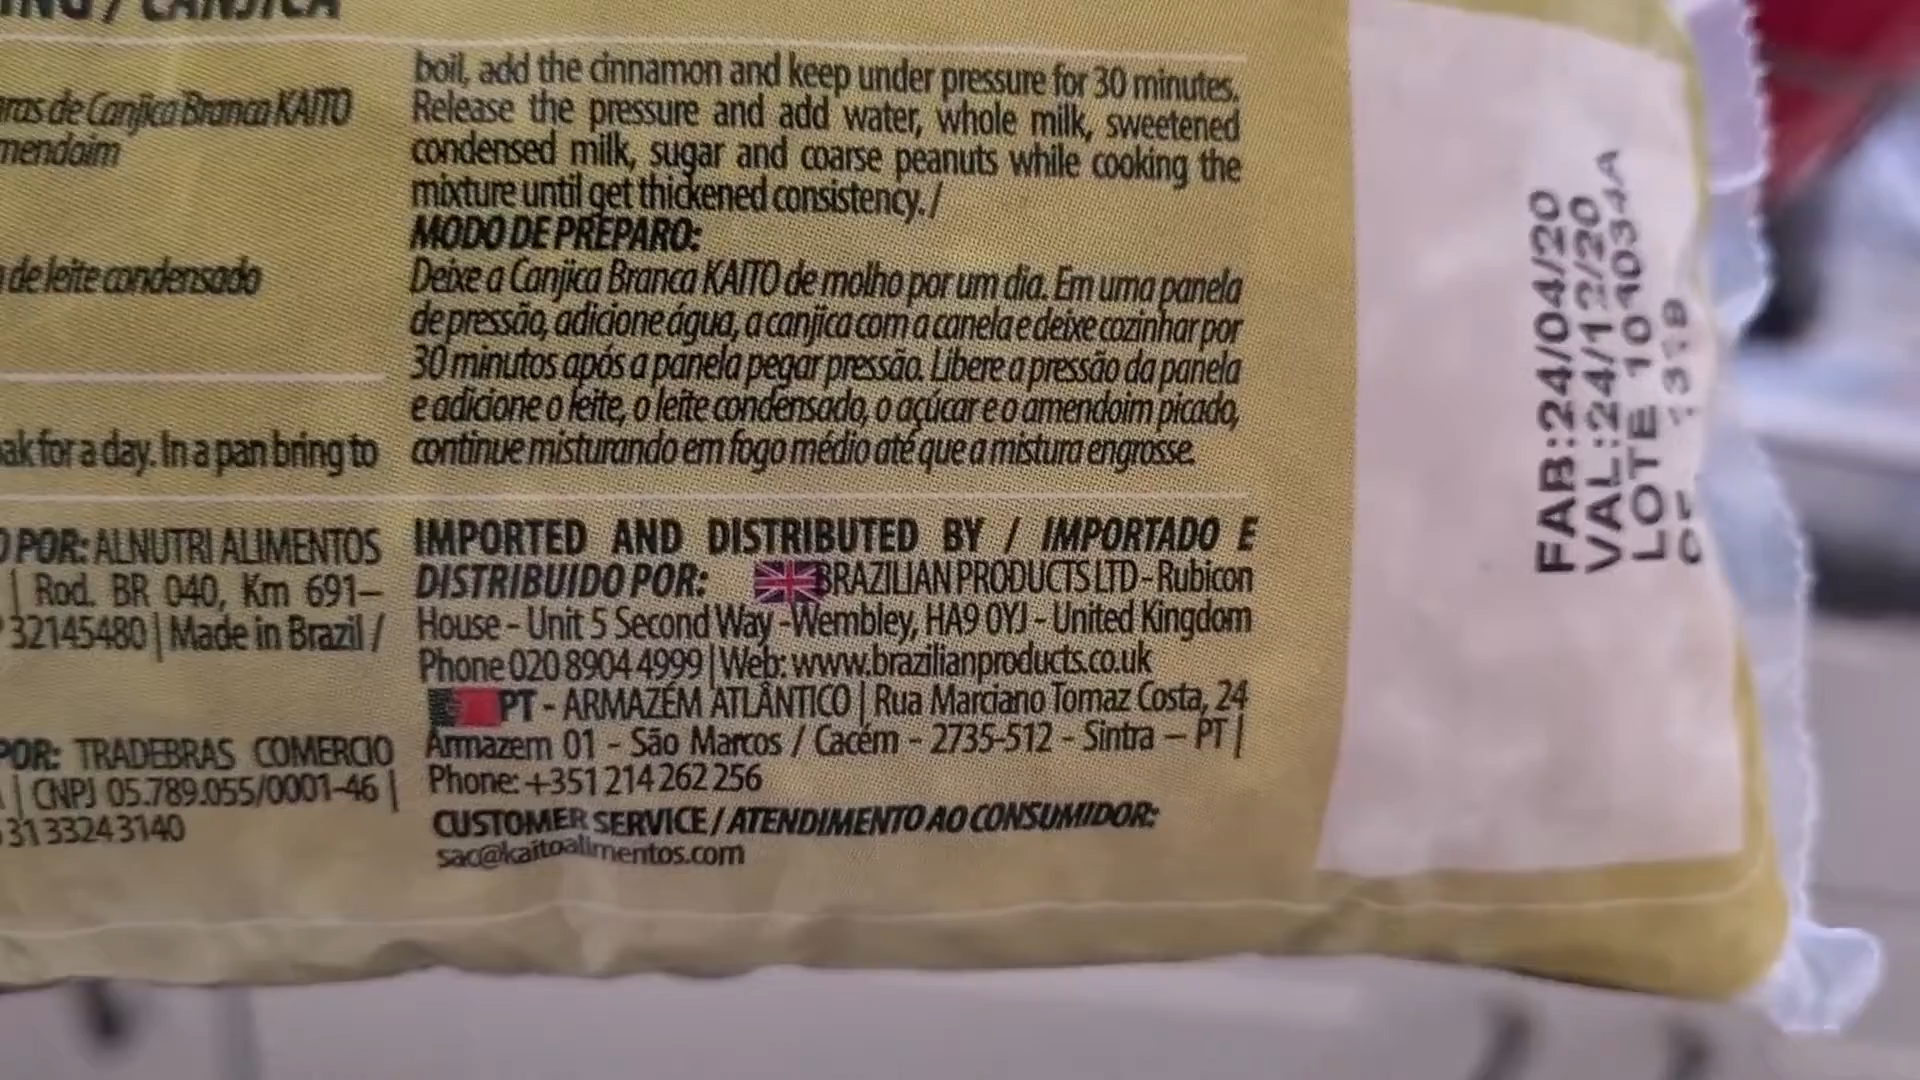 / CANJICA
de Canjica Branca KAITO
de leite condensado
for a day. In a pan bring to
boil, add the cinnamon and keep under pressure for 30 minutes.
Release the pressure and add water, whole milk, sweetened
condensed milk, sugar and coarse peanuts while cooking the
mixture until get thickened consistency. /
MODO DE PREPARO:
Deixe a Canjica Branca KAITO de molho por um dia. Em uma panela
de pressão, adicione água, a canjica com a canela e deixe cozinhar por
30 minutos após a panela pegar pressão. Libere a pressão da panela
e adicione o leite, o leite condensado, o açúcar e o amendoim picado,
continue misturando em fogo médio até que a mistura engrosse.
POR: ALNUTRI ALIMENTOS
| Rod. BR 040, Km 691–
32145480 | Made in Brazil /
POR: TRADEBRAS COMERCIO
| CNPJ 05.789.055/0001-46 |
31 3324 3140
IMPORTED AND DISTRIBUTED BY / IMPORTADO E
DISTRIBUIDO POR: BRAZILIAN PRODUCTS LTD - Rubicon
House - Unit 5 Second Way - Wembley, HA9 0YJ - United Kingdom
Phone 020 8904 4999 | Web: www.brazilianproducts.co.uk
PT - ARMAZÉM ATLÂNTICO | Rua Marciano Tomaz Costa, 24
Armazem 01 - São Marcos / Cacém - 2735-512 - Sintra – PT |
Phone: +351 214 262 256
CUSTOMER SERVICE / ATENDIMENTO AO CONSUMIDOR:
sac@kaitoalimentos.com
FAB:24/04/20
VAL:24/12/20
LOTE 101034A